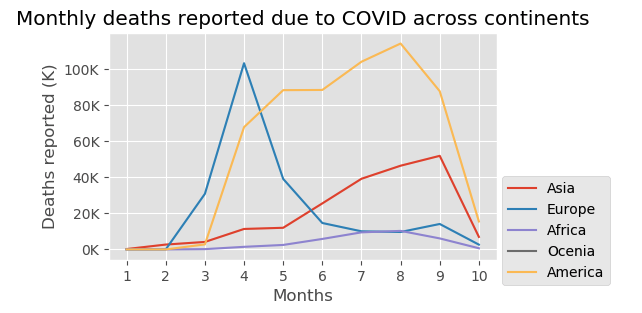 Monthly deaths reported due to COVID across continents
Deaths reported (K)
100K
80K
60K
40K
20K
0K
1 2 3 4 5 6 7 8 9 10
Months
Asia
Europe
Africa
Ocenia
America